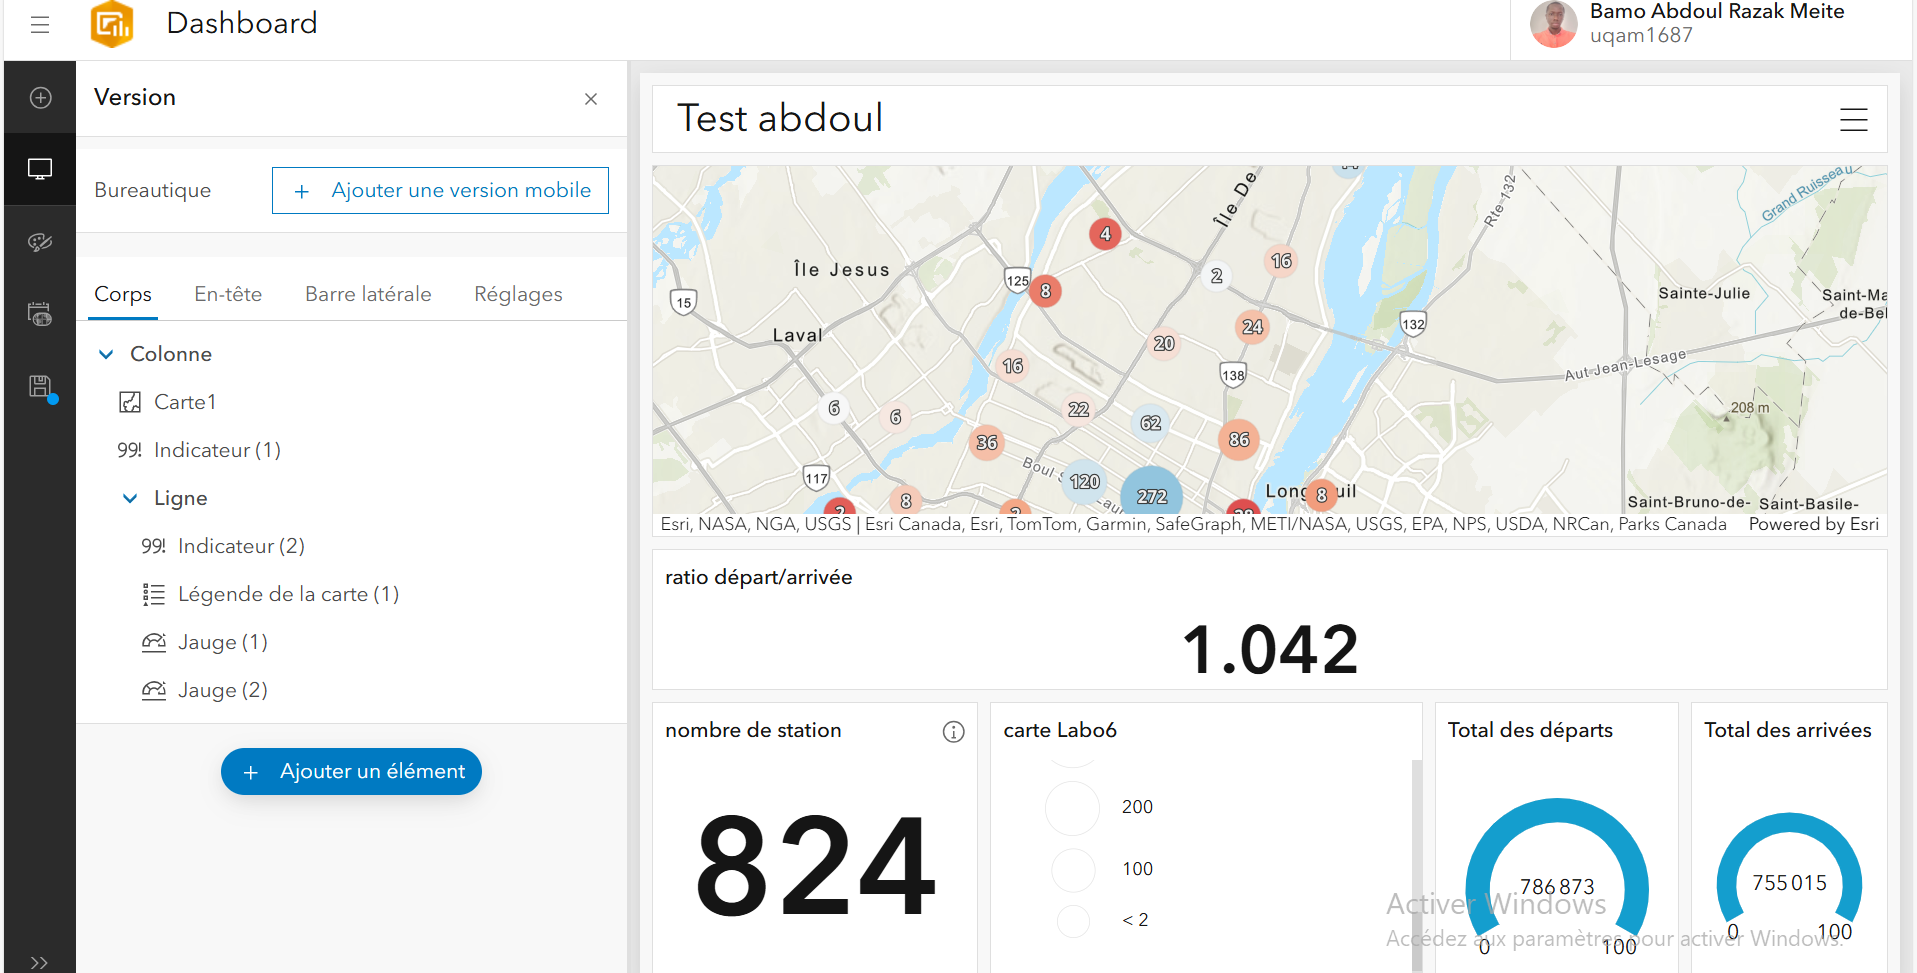 Dashboard
Bamo Abdoul Razak Meite
uqam1687
Version
Bureautique
+ Ajouter une version mobile
Corps
En-tête
Barre latérale
Réglages
Colonne
Carte1
99! Indicateur (1)
Ligne
99! Indicateur (2)
Légende de la carte (1)
Jauge (1)
Jauge (2)
+ Ajouter un élément
Test abdoul
Île De
Rte-132
Grand Ruisseau
4
16
2
Île Jesus
125
8
15
Sainte-Julie
Saint-Ma
de-Bel
Laval
24
132
20
16
138
Aut Jean-Lesage
208 m
6
6
22
62
36
86
Boul-S
117
120
272
Lau
Longueuil
8
8
Saint-Bruno-de-
Saint-Basile-
Esri, NASA, NGA, USGS | Esri Canada, Esri, TomTom, Garmin, SafeGraph, METI/NASA, USGS, EPA, NPS, USDA, NRCan, Parks Canada
Powered by Esri
ratio départ/arrivée
1.042
nombre de station
824
carte Labo6
200
100
< 2
Total des départs
786 873
0
100
Total des arrivées
755 015
0
100
Activer Windows
Accédez aux paramètres pour activer Windows.